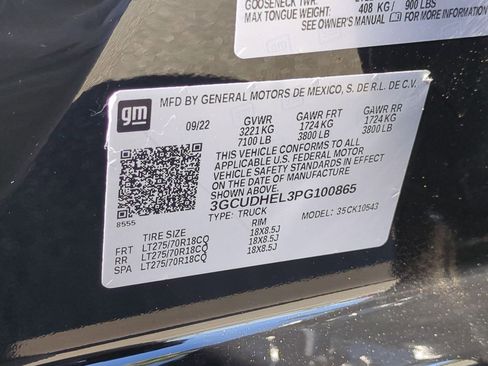 GOOSENECK TWR:
MAX TONGUE WEIGHT: 408 KG / 900 LBS
SEE OWNER'S MANUAL FOR MORE INFORMATION
gm
MFD BY GENERAL MOTORS DE MEXICO, S. DE R.L. DE C.V.
09/22 GVWR GAWR FRT GAWR RR
3221 KG 1724 KG 1724 KG
7100 LB 3800 LB 3800 LB
THIS VEHICLE CONFORMS TO ALL
APPLICABLE U.S. FEDERAL MOTOR
VEHICLE SAFETY STANDARDS IN EFFECT
ON THE DATE OF MANUFACTURE
SHOWN ABOVE
3GCUDHEL3PG100865
TYPE: TRUCK MODEL: 35CK10543
8555
TIRE SIZE RIM
FRT LT275/70R18CQ 18X8.5J
RR LT275/70R18CQ 18X8.5J
SPA LT275/70R18CQ 18X8.5J